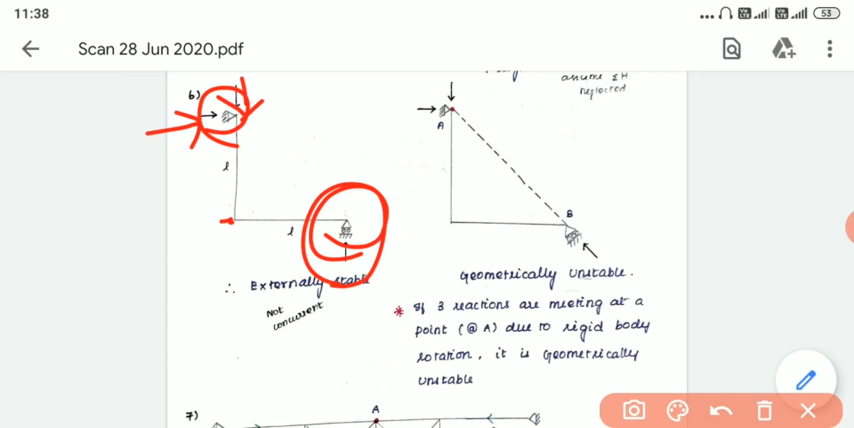 11:38
53
Scan 28 Jun 2020.pdf
6)
l
l
∴ Externally stable
Not
concurrent
assume ΣH
neglected
A
B
Geometrically Unstable.
* If 3 reactions are meeting at a
point (@ A) due to rigid body
rotation, it is Geometrically
Unstable
7)
A